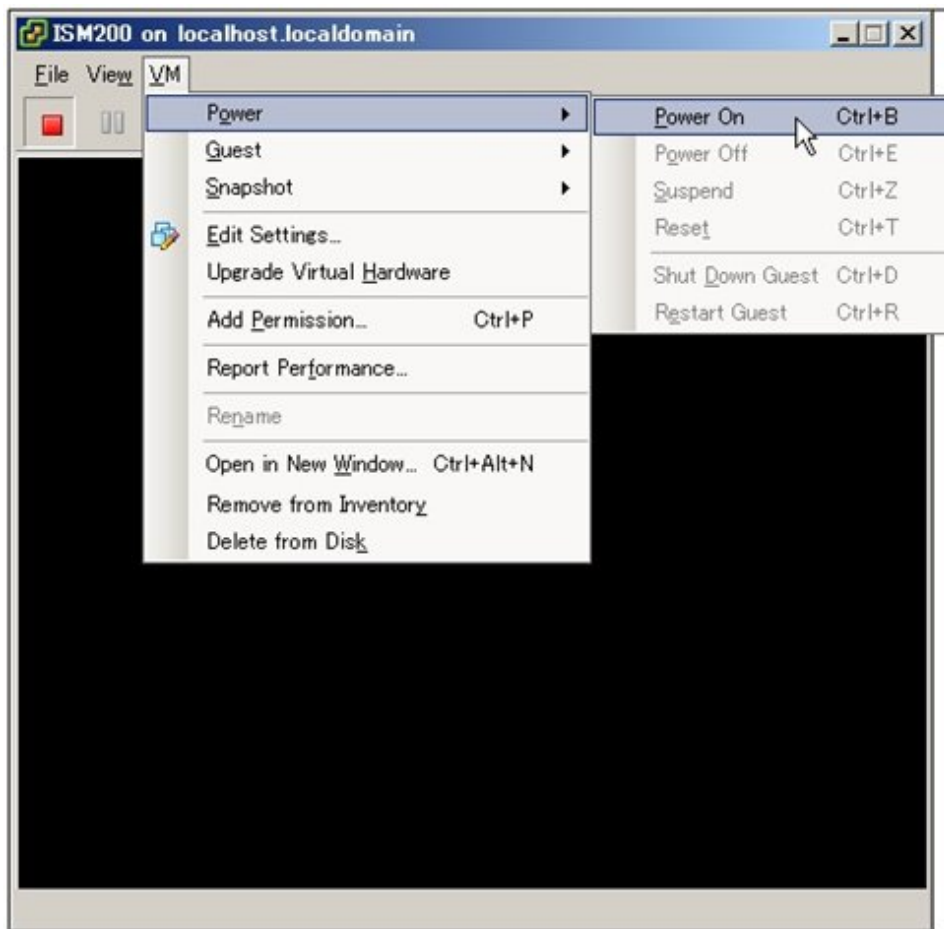 ISM200 on localhost.localdomain
File View VM
Power
Power On Ctrl+B
Guest
Power Off Ctrl+E
Snapshot
Suspend Ctrl+Z
Edit Settings...
Reset Ctrl+T
Upgrade Virtual Hardware
Shut Down Guest Ctrl+D
Add Permission... Ctrl+P
Restart Guest Ctrl+R
Report Performance...
Rename
Open in New Window... Ctrl+Alt+N
Remove from Inventory
Delete from Disk